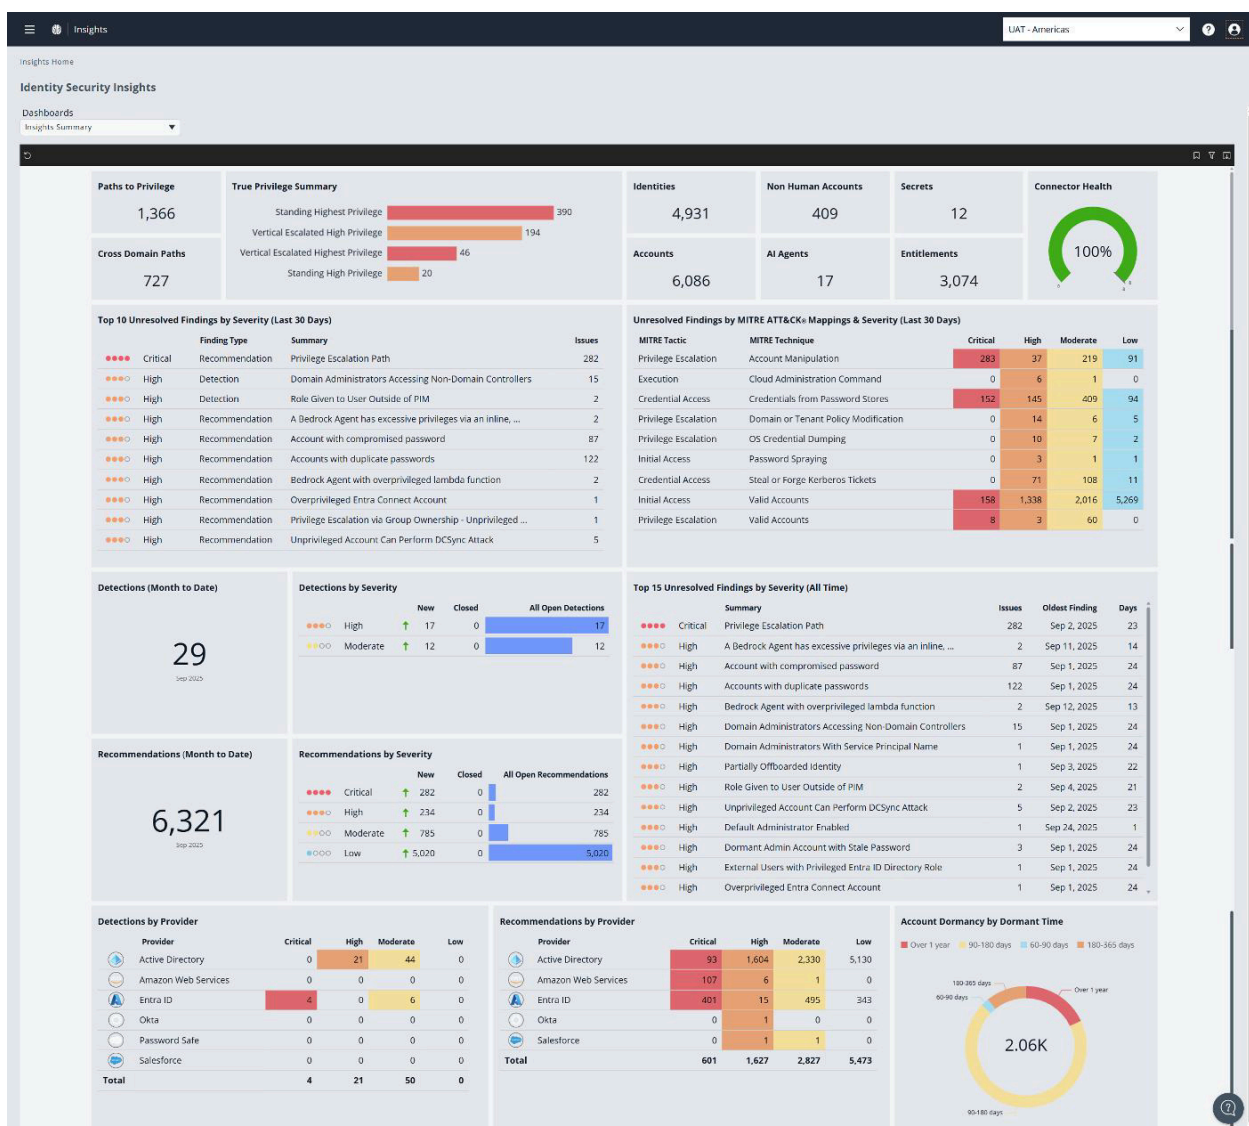 Insights
UAT - Americas
Insights Home
Identity Security Insights
Dashboards
Insights Summary
Paths to Privilege
1,366
Cross Domain Paths
727
True Privilege Summary
Standing Highest Privilege 390
Vertical Escalated High Privilege 194
Vertical Escalated Highest Privilege 46
Standing High Privilege 20
Identities
4,931
Non Human Accounts
409
Secrets
12
Accounts
6,086
AI Agents
17
Entitlements
3,074
Connector Health
100%
Top 10 Unresolved Findings by Severity (Last 30 Days)
Finding Type Summary Issues
Critical Recommendation Privilege Escalation Path 282
High Detection Domain Administrators Accessing Non-Domain Controllers 15
High Detection Role Given to User Outside of PIM 2
High Recommendation A Bedrock Agent has excessive privileges via an inline, ... 2
High Recommendation Account with compromised password 87
High Recommendation Accounts with duplicate passwords 122
High Recommendation Bedrock Agent with overprivileged lambda function 2
High Recommendation Overprivileged Entra Connect Account 1
High Recommendation Privilege Escalation via Group Ownership - Unprivileged ... 1
High Recommendation Unprivileged Account Can Perform DCSync Attack 5
Unresolved Findings by MITRE ATT&CK® Mappings & Severity (Last 30 Days)
MITRE Tactic MITRE Technique Critical High Moderate Low
Privilege Escalation Account Manipulation 283 37 219 91
Execution Cloud Administration Command 0 6 1 0
Credential Access Credentials from Password Stores 152 145 409 94
Privilege Escalation Domain or Tenant Policy Modification 0 14 6 5
Privilege Escalation OS Credential Dumping 0 10 7 2
Initial Access Password Spraying 0 3 1 1
Credential Access Steal or Forge Kerberos Tickets 0 71 108 11
Initial Access Valid Accounts 158 1,338 2,016 5,269
Privilege Escalation Valid Accounts 8 3 60 0
Detections (Month to Date)
29
Sep 2025
Detections by Severity
New Closed All Open Detections
High 17 0 17
Moderate 12 0 12
Recommendations (Month to Date)
6,321
Sep 2025
Recommendations by Severity
New Closed All Open Recommendations
Critical 282 0 282
High 234 0 234
Moderate 785 0 785
Low 5,020 0 5,020
Top 15 Unresolved Findings by Severity (All Time)
Summary Issues Oldest Finding Days
Critical Privilege Escalation Path 282 Sep 2, 2025 23
High A Bedrock Agent has excessive privileges via an inline, ... 2 Sep 11, 2025 14
High Account with compromised password 87 Sep 1, 2025 24
High Accounts with duplicate passwords 122 Sep 1, 2025 24
High Bedrock Agent with overprivileged lambda function 2 Sep 12, 2025 13
High Domain Administrators Accessing Non-Domain Controllers 15 Sep 1, 2025 24
High Domain Administrators With Service Principal Name 1 Sep 1, 2025 24
High Partially Offboarded Identity 1 Sep 3, 2025 22
High Role Given to User Outside of PIM 2 Sep 4, 2025 21
High Unprivileged Account Can Perform DCSync Attack 5 Sep 2, 2025 23
High Default Administrator Enabled 1 Sep 24, 2025 1
High Dormant Admin Account with Stale Password 3 Sep 1, 2025 24
High External Users with Privileged Entra ID Directory Role 1 Sep 1, 2025 24
High Overprivileged Entra Connect Account 1 Sep 1, 2025 24
Detections by Provider
Provider Critical High Moderate Low
Active Directory 0 21 44 0
Amazon Web Services 0 0 0 0
Entra ID 4 0 6 0
Okta 0 0 0 0
Password Safe 0 0 0 0
Salesforce 0 0 0 0
Total 4 21 50 0
Recommendations by Provider
Provider Critical High Moderate Low
Active Directory 93 1,604 2,330 5,130
Amazon Web Services 107 6 1 0
Entra ID 401 15 495 343
Okta 0 1 0 0
Salesforce 0 1 1 0
Total 601 1,627 2,827 5,473
Account Dormancy by Dormant Time
Over 1 year 90-180 days 60-90 days 180-365 days
180-365 days
Over 1 year
60-90 days
2.06K
90-180 days